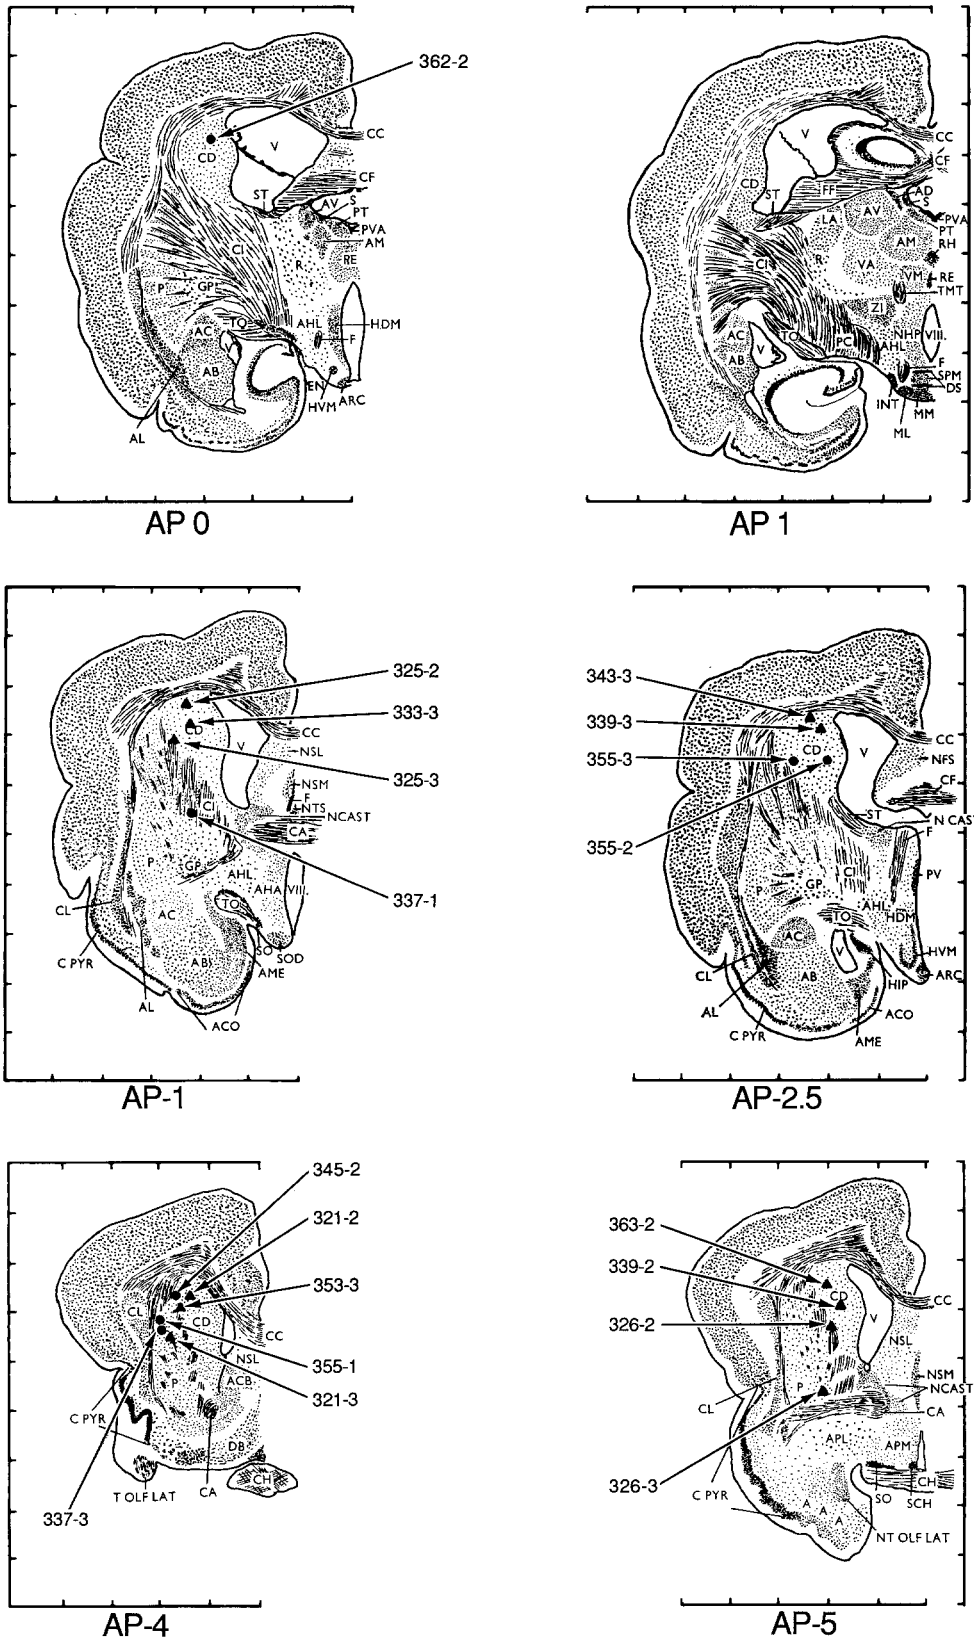 362-2
CC
V
CD
CF
ST
AV
S
PT
PVA
AM
CI
R
RE
P
GP
TO
AHL
HDM
AC
F
V
AB
EN
HVM
ARC
AL
AP 0
V
CC
CF
CD
ST
FF
AD
S
LA
AV
PVA
PT
AM
RH
CI
R
VA
VM
RE
TMT
ZI
AC
TO
PC
NHP
VIII.
AHL
AB
V
F
SPM
DS
INT
MM
ML
AP 1
325-2
333-3
CD
V
CC
NSL
325-3
NSM
F
CI
NTS
NCAST
CA
P
GP
AHL
AHA
VIII.
337-1
CL
AC
TO
SO
SOD
C PYR
AB
AME
AL
ACO
AP-1
343-3
339-3
CC
CD
V
NFS
355-3
CF
ST
N CAST
355-2
F
CI
PV
P
GP
AHL
TO
HDM
AC
V
HVM
CL
AB
HIP
ARC
AL
ACO
C PYR
AME
AP-2.5
345-2
321-2
353-3
CL
CD
CC
NSL
355-1
P
ACB
321-3
C PYR
DB
CH
T OLF LAT
CA
337-3
AP-4
363-2
339-2
CD
CC
V
326-2
NSL
NSM
P
NCAST
CL
CA
APL
APM
326-3
CH
C PYR
SO
SCH
A
A
A
NT OLF LAT
AP-5